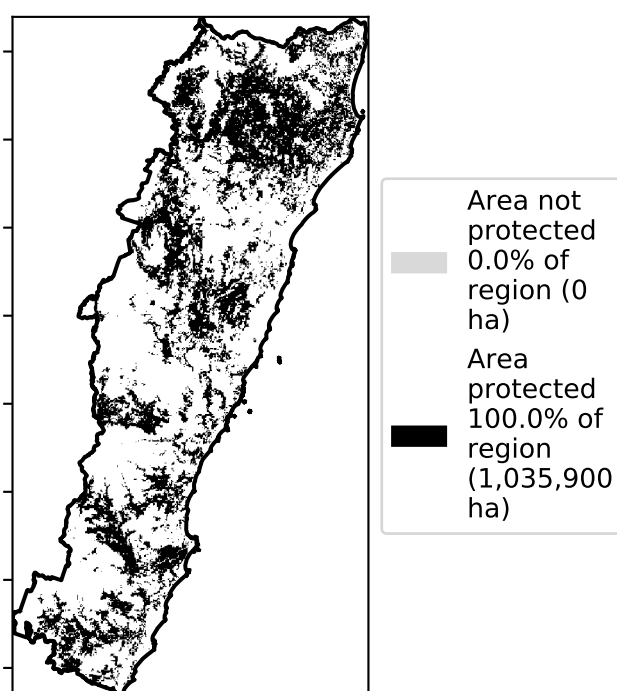 Area not
protected
0.0% of
region (0
ha)
Area
protected
100.0% of
region
(1,035,900
ha)